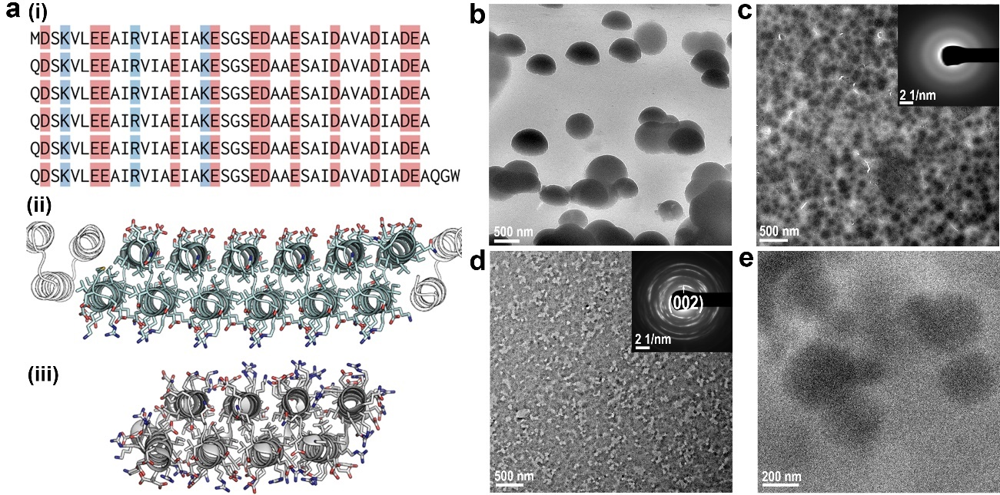 a (i)
MDSKVLEEAIRVIAEIAKESGSEDAAESAIDAVADIADEA
QDSKVLEEAIRVIAEIAKESGSEDAAESAIDAVADIADEA
QDSKVLEEAIRVIAEIAKESGSEDAAESAIDAVADIADEA
QDSKVLEEAIRVIAEIAKESGSEDAAESAIDAVADIADEA
QDSKVLEEAIRVIAEIAKESGSEDAAESAIDAVADIADEA
QDSKVLEEAIRVIAEIAKESGSEDAAESAIDAVADIADEAQGW
(ii)
(iii)
b
500 nm
c
2 1/nm
500 nm
d
(002)
2 1/nm
500 nm
e
200 nm